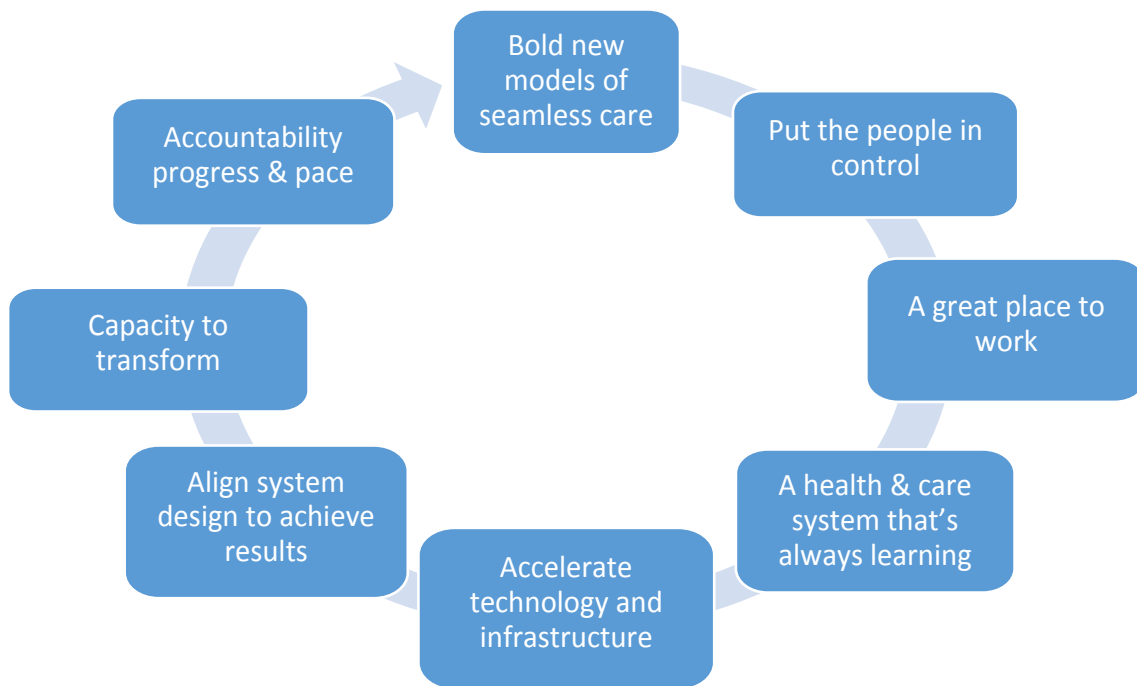 Bold new
models of
seamless care
Put the people in
control
A great place to
work
A health & care
system that’s
always learning
Accelerate
technology and
infrastructure
Align system
design to achieve
results
Capacity to
transform
Accountability
progress & pace